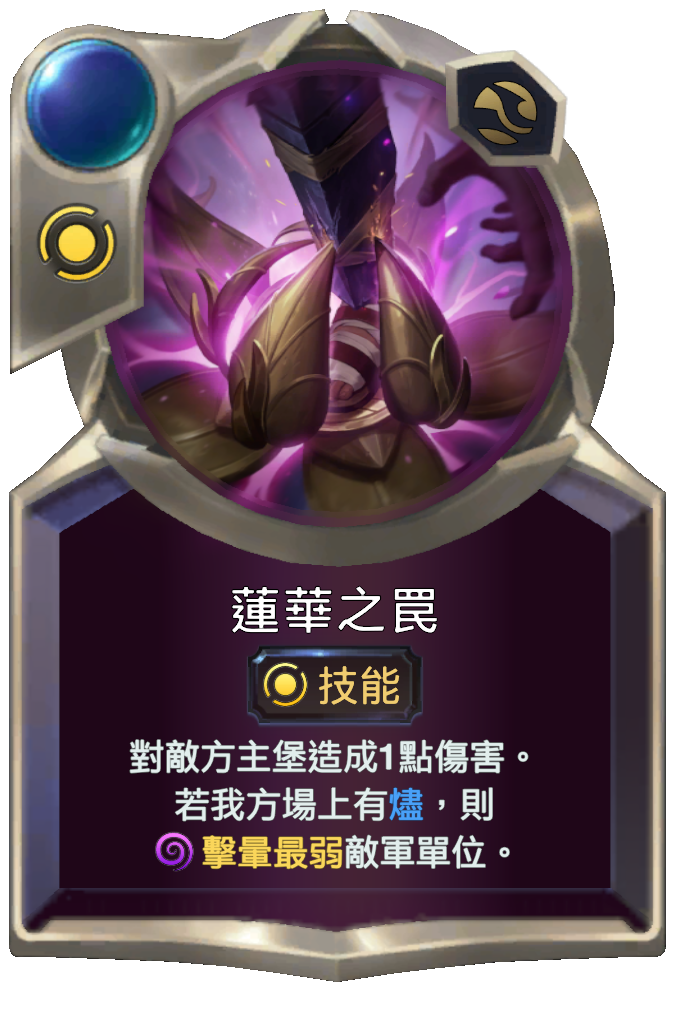 蓮華之罠
技能
對敵方主堡造成1點傷害。
若我方場上有燼，則
擊暈最弱敵軍單位。